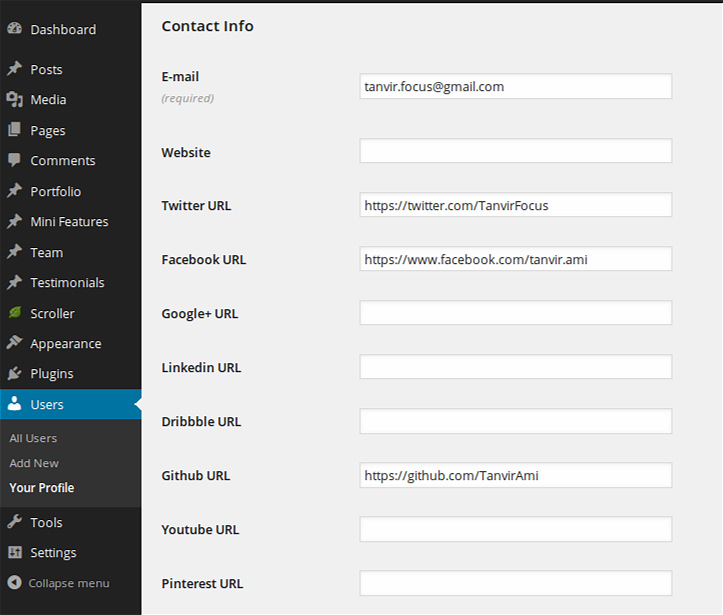 Dashboard
Posts
Media
Pages
Comments
Portfolio
Mini Features
Team
Testimonials
Scroller
Appearance
Plugins
Users
All Users
Add New
Your Profile
Tools
Settings
Collapse menu
Contact Info
E-mail
(required)
tanvir.focus@gmail.com
Website
Twitter URL
https://twitter.com/TanvirFocus
Facebook URL
https://www.facebook.com/tanvir.ami
Google+ URL
Linkedin URL
Dribbble URL
Github URL
https://github.com/TanvirAmi
Youtube URL
Pinterest URL